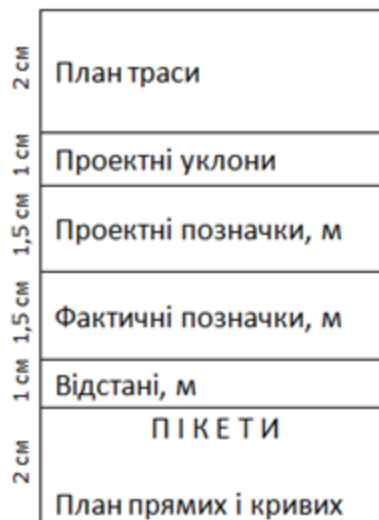 2 см
План траси
1 см
Проектні уклони
1,5 см
Проектні позначки, м
1,5 см
Фактичні позначки, м
1 см
Відстані, м
2 см
ПІКЕТИ
План прямих і кривих